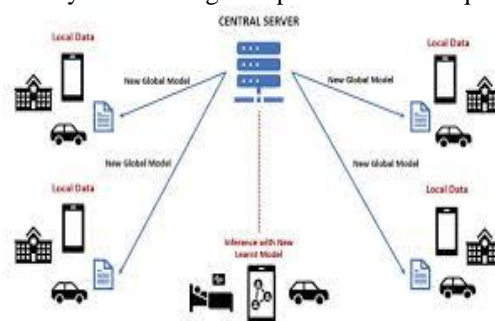 CENTRAL SERVER
Local Data
Local Data
New Global Model
New Global Model
New Global Model
New Global Model
Local Data
Local Data
Inference with New
Learnt Model